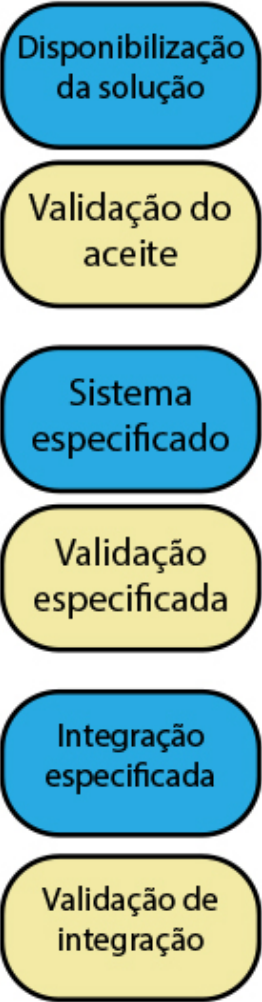 Disponibilização
da solução
Validação do
aceite
Sistema
especificado
Validação
especificada
Integração
especificada
Validação de
integração